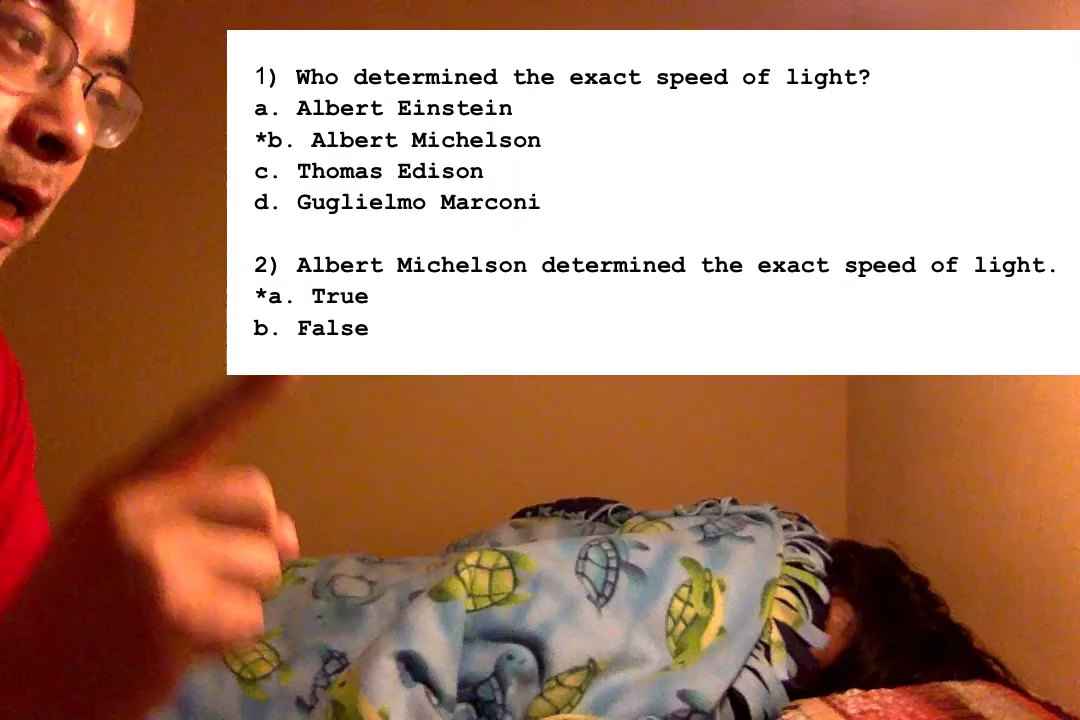 1) Who determined the exact speed of light?
a. Albert Einstein
*b. Albert Michelson
c. Thomas Edison
d. Guglielmo Marconi
2) Albert Michelson determined the exact speed of light.
*a. True
b. False